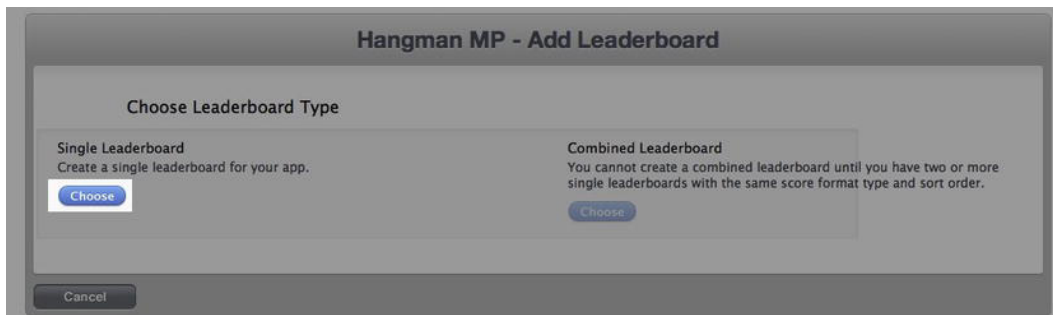 Hangman MP - Add Leaderboard
Choose Leaderboard Type
Single Leaderboard
Create a single leaderboard for your app.
Choose
Combined Leaderboard
You cannot create a combined leaderboard until you have two or more
single leaderboards with the same score format type and sort order.
Choose
Cancel